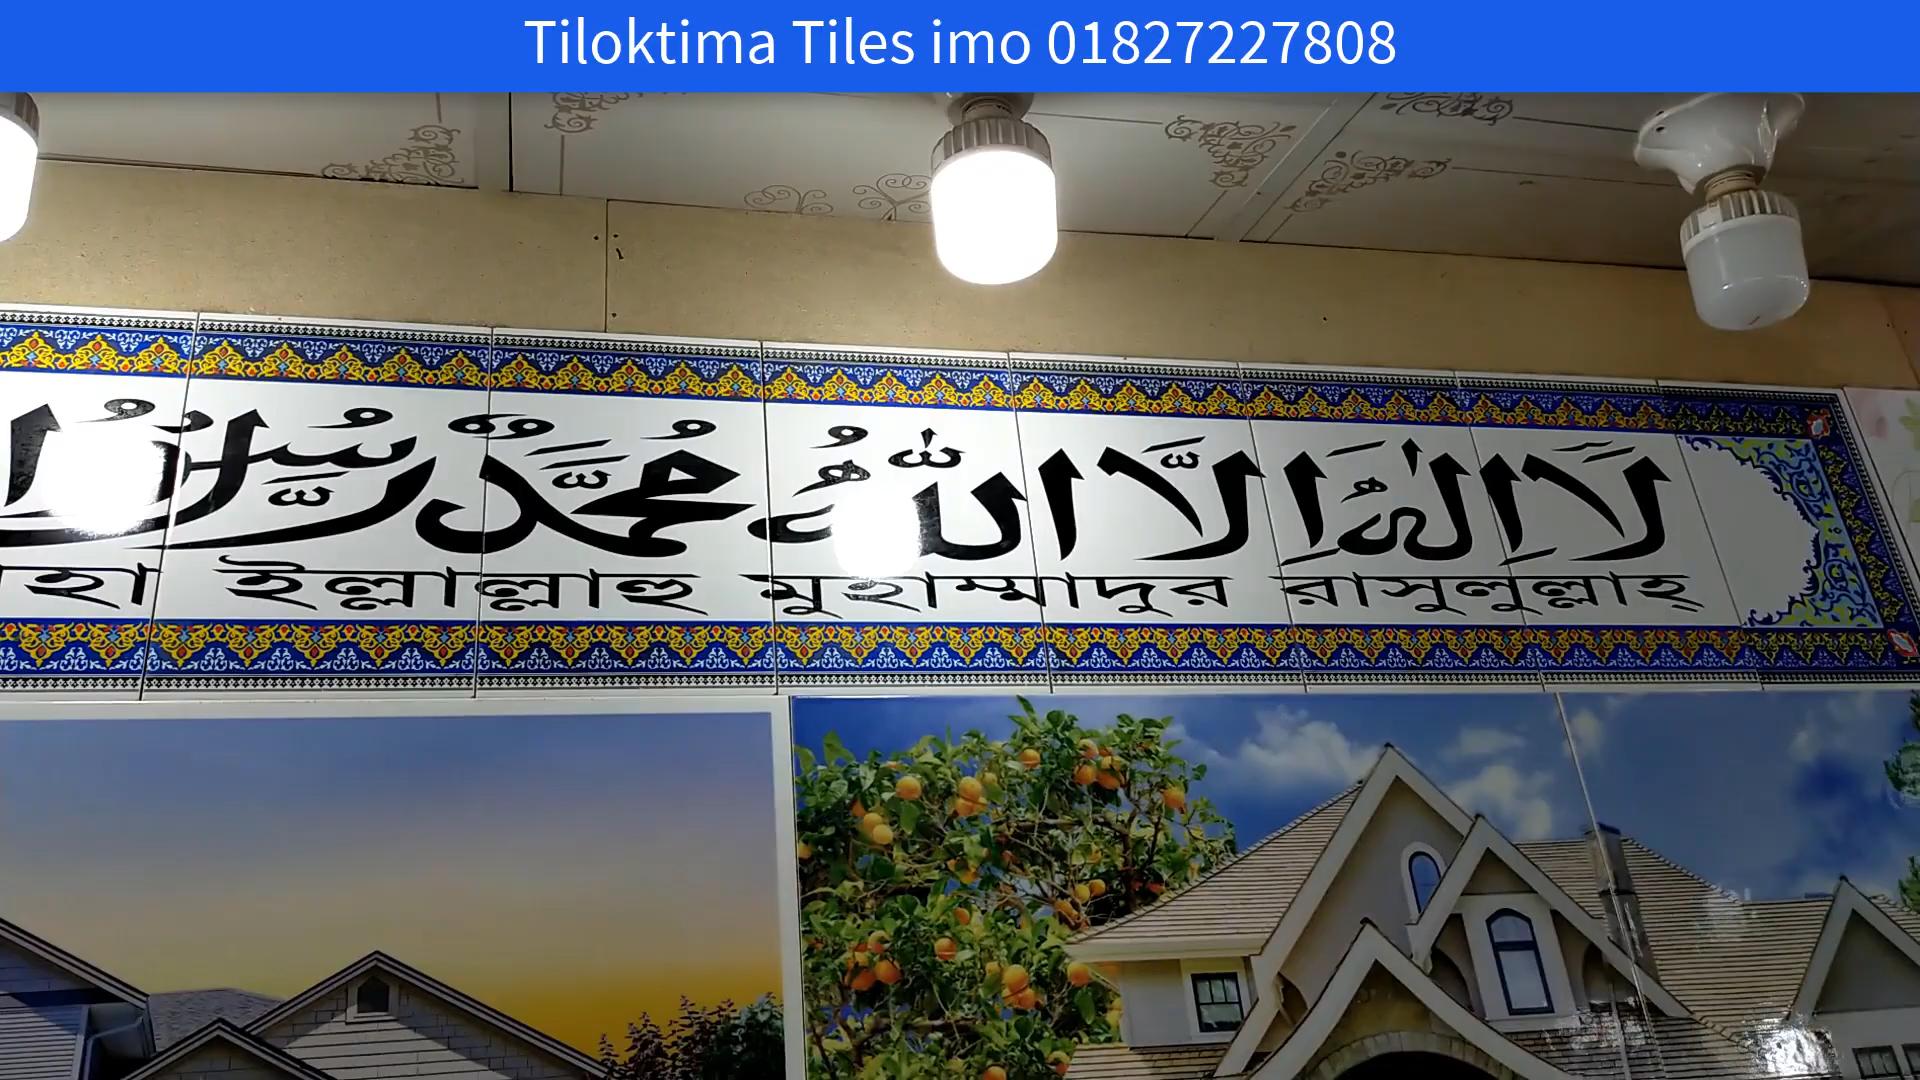 Tiloktima Tiles imo 01827227808
لَا إِلٰهَ إِلَّا اللّٰهُ مُحَمَّدٌ رَّسُوْلُ
হা ইল্লাল্লাহু মুহাম্মাদুর রাসুলুল্লাহ্